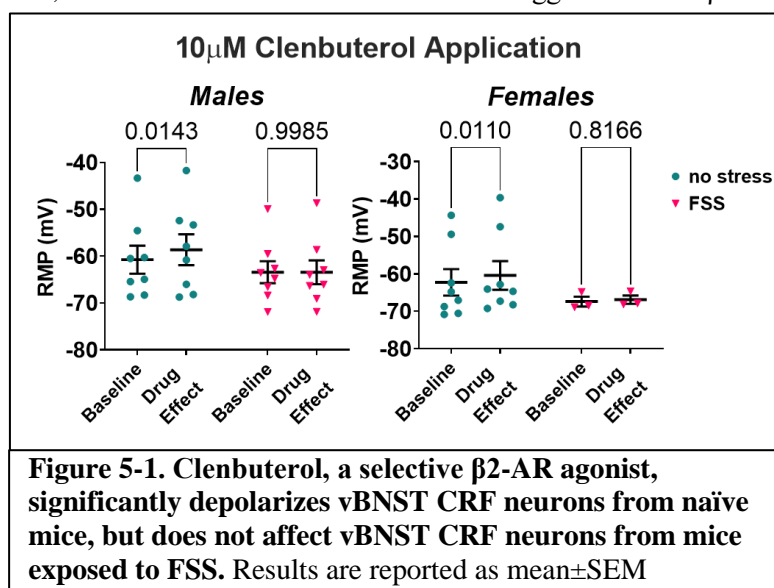 10μM Clenbuterol Application
Males
Females
0.0143
0.9985
0.0110
0.8166
-40
-50
-60
-70
-80
RMP (mV)
Baseline
Drug
Effect
Baseline
Drug
Effect
-30
-40
-50
-60
-70
-80
RMP (mV)
Baseline
Drug
Effect
Baseline
Drug
Effect
no stress
FSS
Figure 5-1. Clenbuterol, a selective β2-AR agonist,
significantly depolarizes vBNST CRF neurons from naïve
mice, but does not affect vBNST CRF neurons from mice
exposed to FSS. Results are reported as mean±SEM